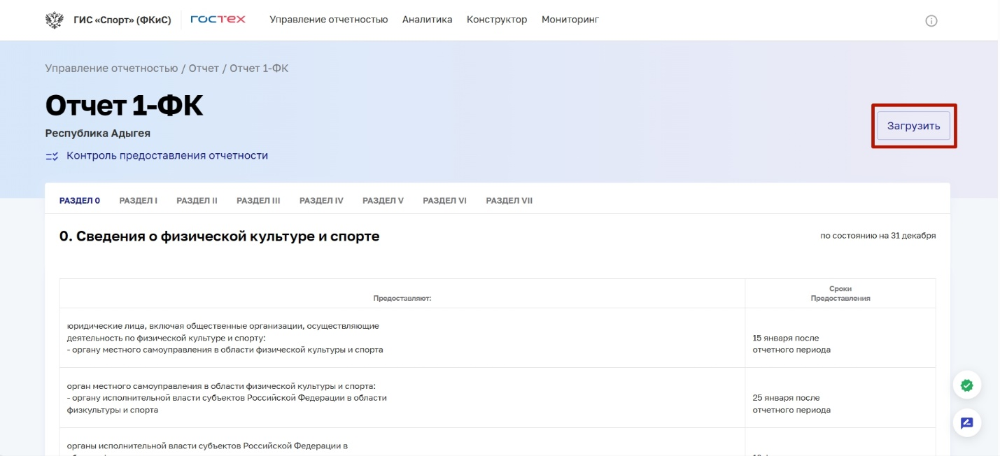 ГИС «Спорт» (ФКиС)
ГОСТЕХ
Управление отчетностью
Аналитика
Конструктор
Мониторинг
Управление отчетностью / Отчет / Отчет 1-ФК
Отчет 1-ФК
Республика Адыгея
Контроль предоставления отчетности
Загрузить
РАЗДЕЛ 0
РАЗДЕЛ I
РАЗДЕЛ II
РАЗДЕЛ III
РАЗДЕЛ IV
РАЗДЕЛ V
РАЗДЕЛ VI
РАЗДЕЛ VII
0. Сведения о физической культуре и спорте
по состоянию на 31 декабря
Предоставляют:
Сроки
Предоставления
юридические лица, включая общественные организации, осуществляющие
деятельность по физической культуре и спорту:
- органу местного самоуправления в области физической культуры и спорта
15 января после
отчетного периода
орган местного самоуправления в области физической культуры и спорта:
- органу исполнительной власти субъектов Российской Федерации в области
физкультуры и спорта
25 января после
отчетного периода
органы исполнительной власти субъектов Российской Федерации в